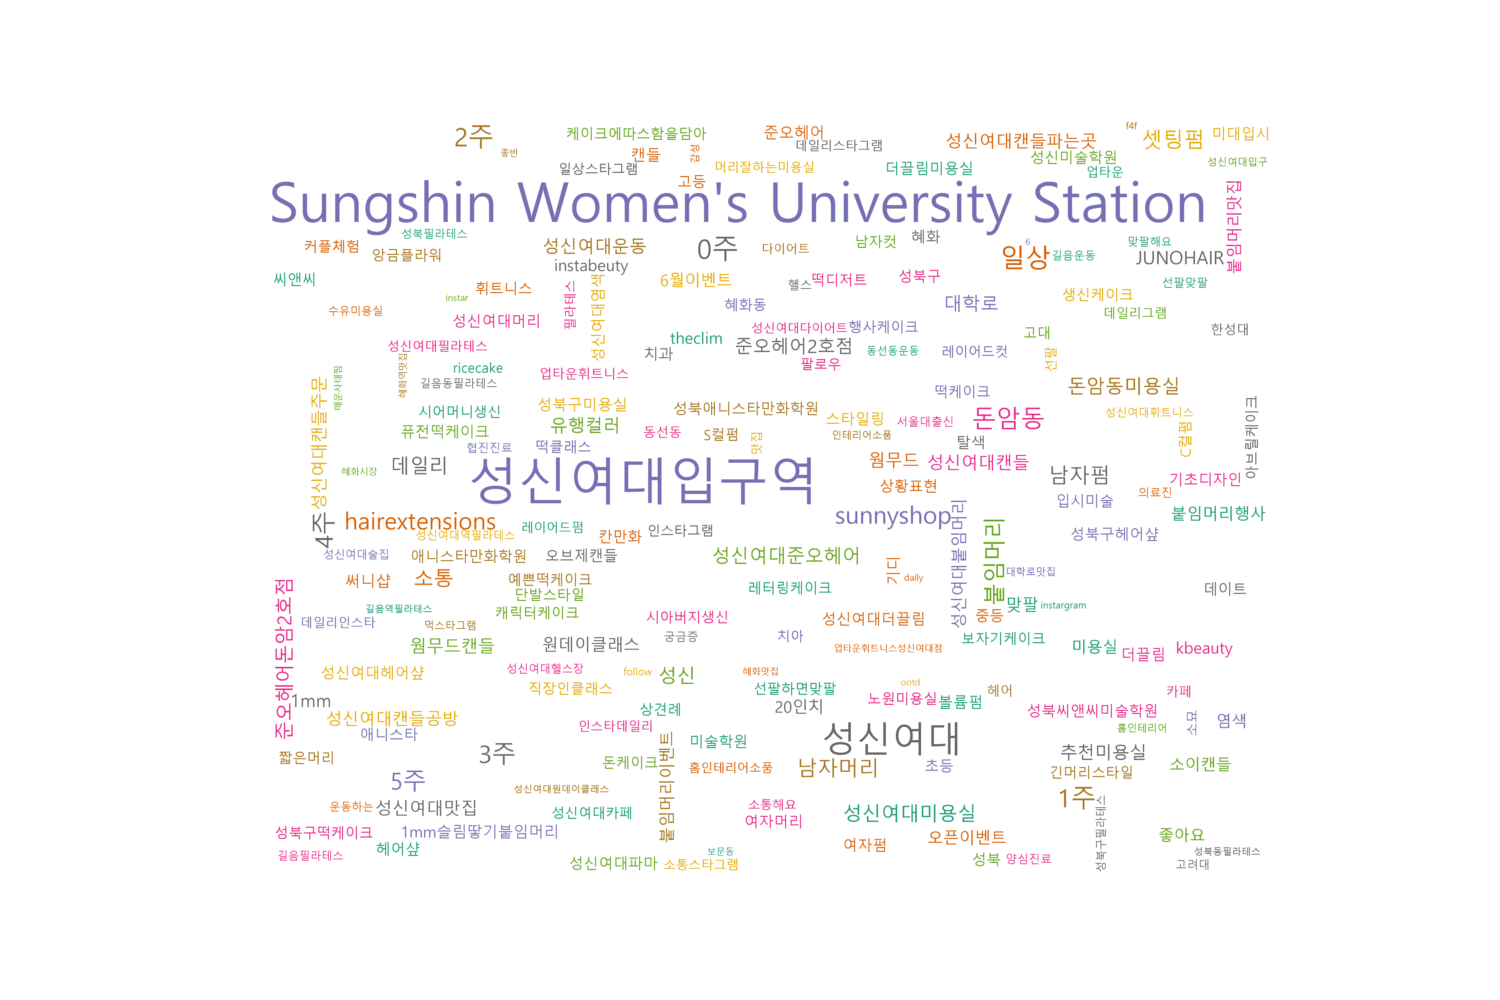 2주
케이크에따스함을담아
준오헤어
f4f
셋팅펌
미대입시
좋반
캔들
감성
데일리스타그램
성신여대캔들파는곳
성신미술학원
성신여대입구
일상스타그램
고등
머리잘하는미용실
더끌림미용실
업타운
Sungshin Women's University Station
붙임머리맛집
커플체험
성북필라테스
앙금플라워
성신여대운동
instabeuty
0주
다이어트
남자컷
혜화
6
일상
길음운동
맞팔해요
JUNOHAIR
씨앤씨
instar
휘트니스
필라테스
성신여대염색
6월이벤트
헬스
떡디저트
성북구
선팔맞팔
수유미용실
성신여대머리
혜화동
대학로
생신케이크
데일리그램
성신여대필라테스
theclim
성신여대다이어트
행사케이크
고대
한성대
매운사태찜
혜화역맛집
ricecake
길음동필라테스
업타운휘트니스
치과
준오헤어2호점
팔로우
동선동운동
레이어드컷
선팔
성신여대캔들주문
시어머니생신
성북구미용실
성북애니스타만화학원
스타일링
서울대출신
떡케이크
돈암동
돈암동미용실
성신여대휘트니스
아브릴케이크
퓨전떡케이크
유행컬러
동선동
S컬펌
맛집
인테리어소품
탈색
C컬펌
협진진료
떡클래스
혜화시장
데일리
성신여대입구역
웜무드
성신여대캔들
남자펌
기초디자인
상황표현
입시미술
의료진
4주
hairextensions
성신여대역필라테스
레이어드펌
칸만화
인스타그램
sunnyshop
성신여대붙임머리
붙임머리
성북구헤어샾
붙임머리행사
성신여대술집
애니스타만화학원
오브제캔들
성신여대준오헤어
기디
daily
대학로맛집
준오헤어돈암2호점
써니샵
소통
예쁜떡케이크
단발스타일
레터링케이크
데이트
길음역필라테스
캐릭터케이크
시아버지생신
성신여대더끌림
중등
맞팔
instargram
데일리인스타
먹스타그램
웜무드캔들
원데이클래스
궁금증
치아
업타운휘트니스성신여대점
보자기케이크
미용실
더끌림
kbeauty
성신여대헤어샾
성신여대헬스장
직장인클래스
follow
성신
혜화맛집
선팔하면맞팔
ootd
노원미용실
볼륨펌
헤어
카페
1mm
성신여대캔들공방
애니스타
상견례
20인치
성북씨앤씨미술학원
홈인테리어
염색
인스타데일리
붙임머리이벤트
미술학원
성신여대
짧은머리
3주
돈케이크
홈인테리어소품
남자머리
초등
추천미용실
긴머리스타일
소이캔들
5주
성신여대원데이클래스
운동하는
성신여대맛집
성신여대카페
소통해요
여자머리
성신여대미용실
1주
성북구필라테스
성북구떡케이크
1mm슬림땋기붙임머리
여자펌
오픈이벤트
좋아요
길음필라테스
헤어샾
성신여대파마
소통스타그램
보문동
성북
양심진료
성북동필라테스
고려대